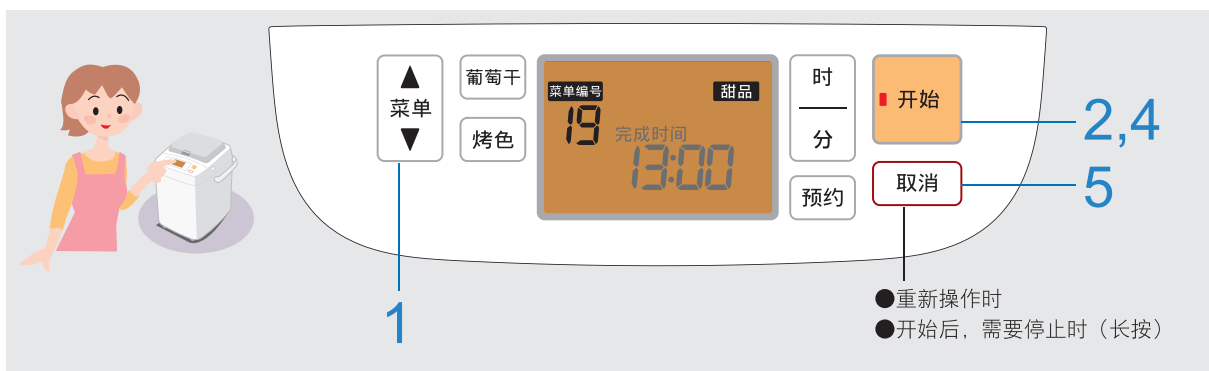 ▲
菜单
▼
葡萄干
烤色
菜单编号
甜品
19
完成时间
13:00
时
分
预约
开始
取消
2,4
5
1
●重新操作时
●开始后，需要停止时（长按）